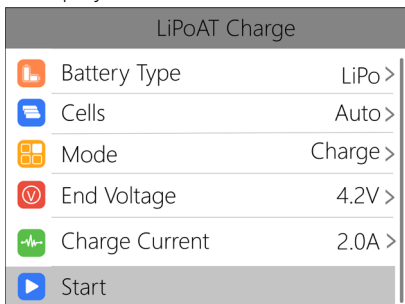 LiPoAT Charge
Battery Type LiPo >
Cells Auto >
Mode Charge >
End Voltage 4.2V >
Charge Current 2.0A >
Start